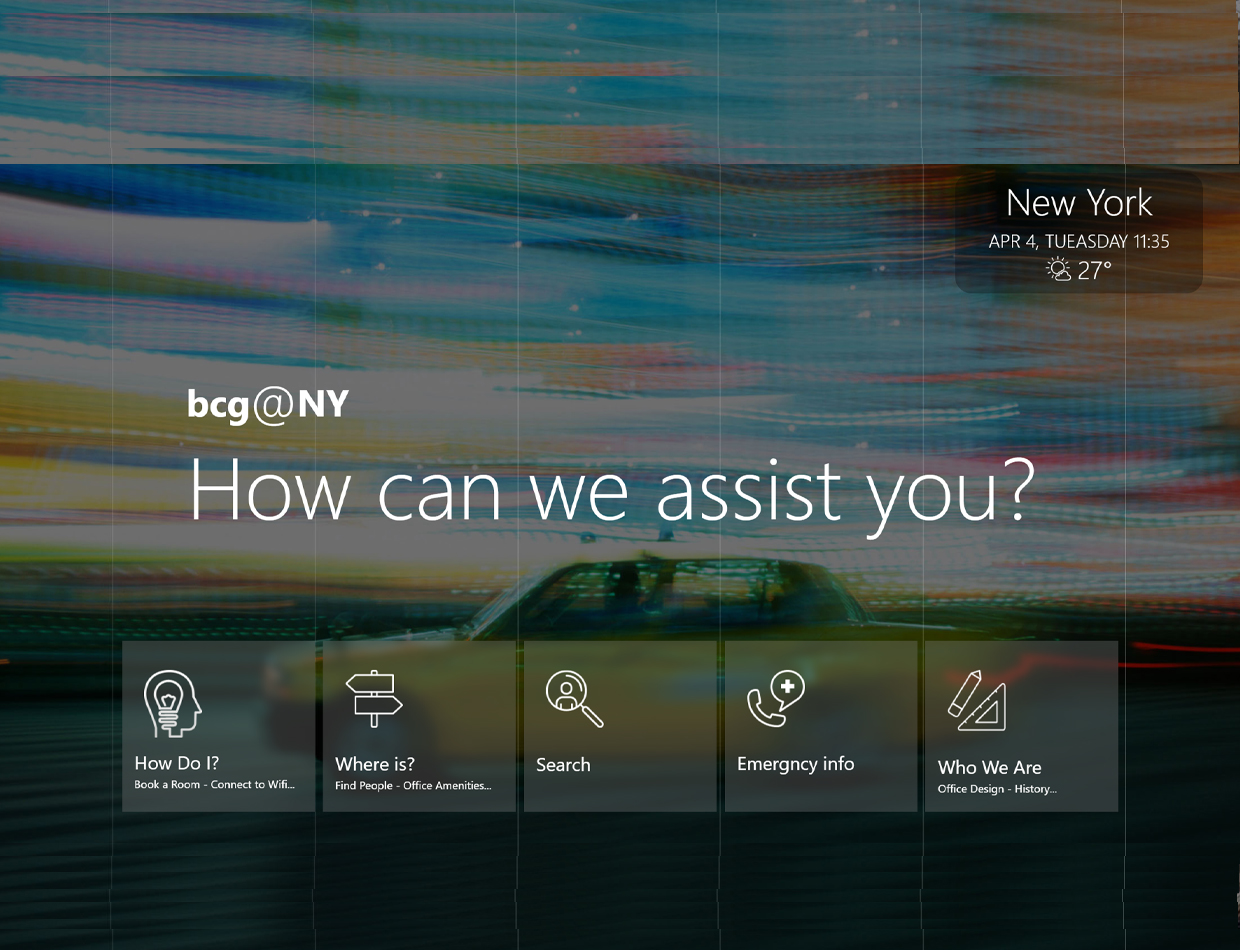 New York
APR 4, TUEASDAY 11:35
27°
bcg@NY
How can we assist you?
How Do I?
Book a Room - Connect to Wifi...
Where is?
Find People - Office Amenities...
Search
Emergncy info
Who We Are
Office Design - History...